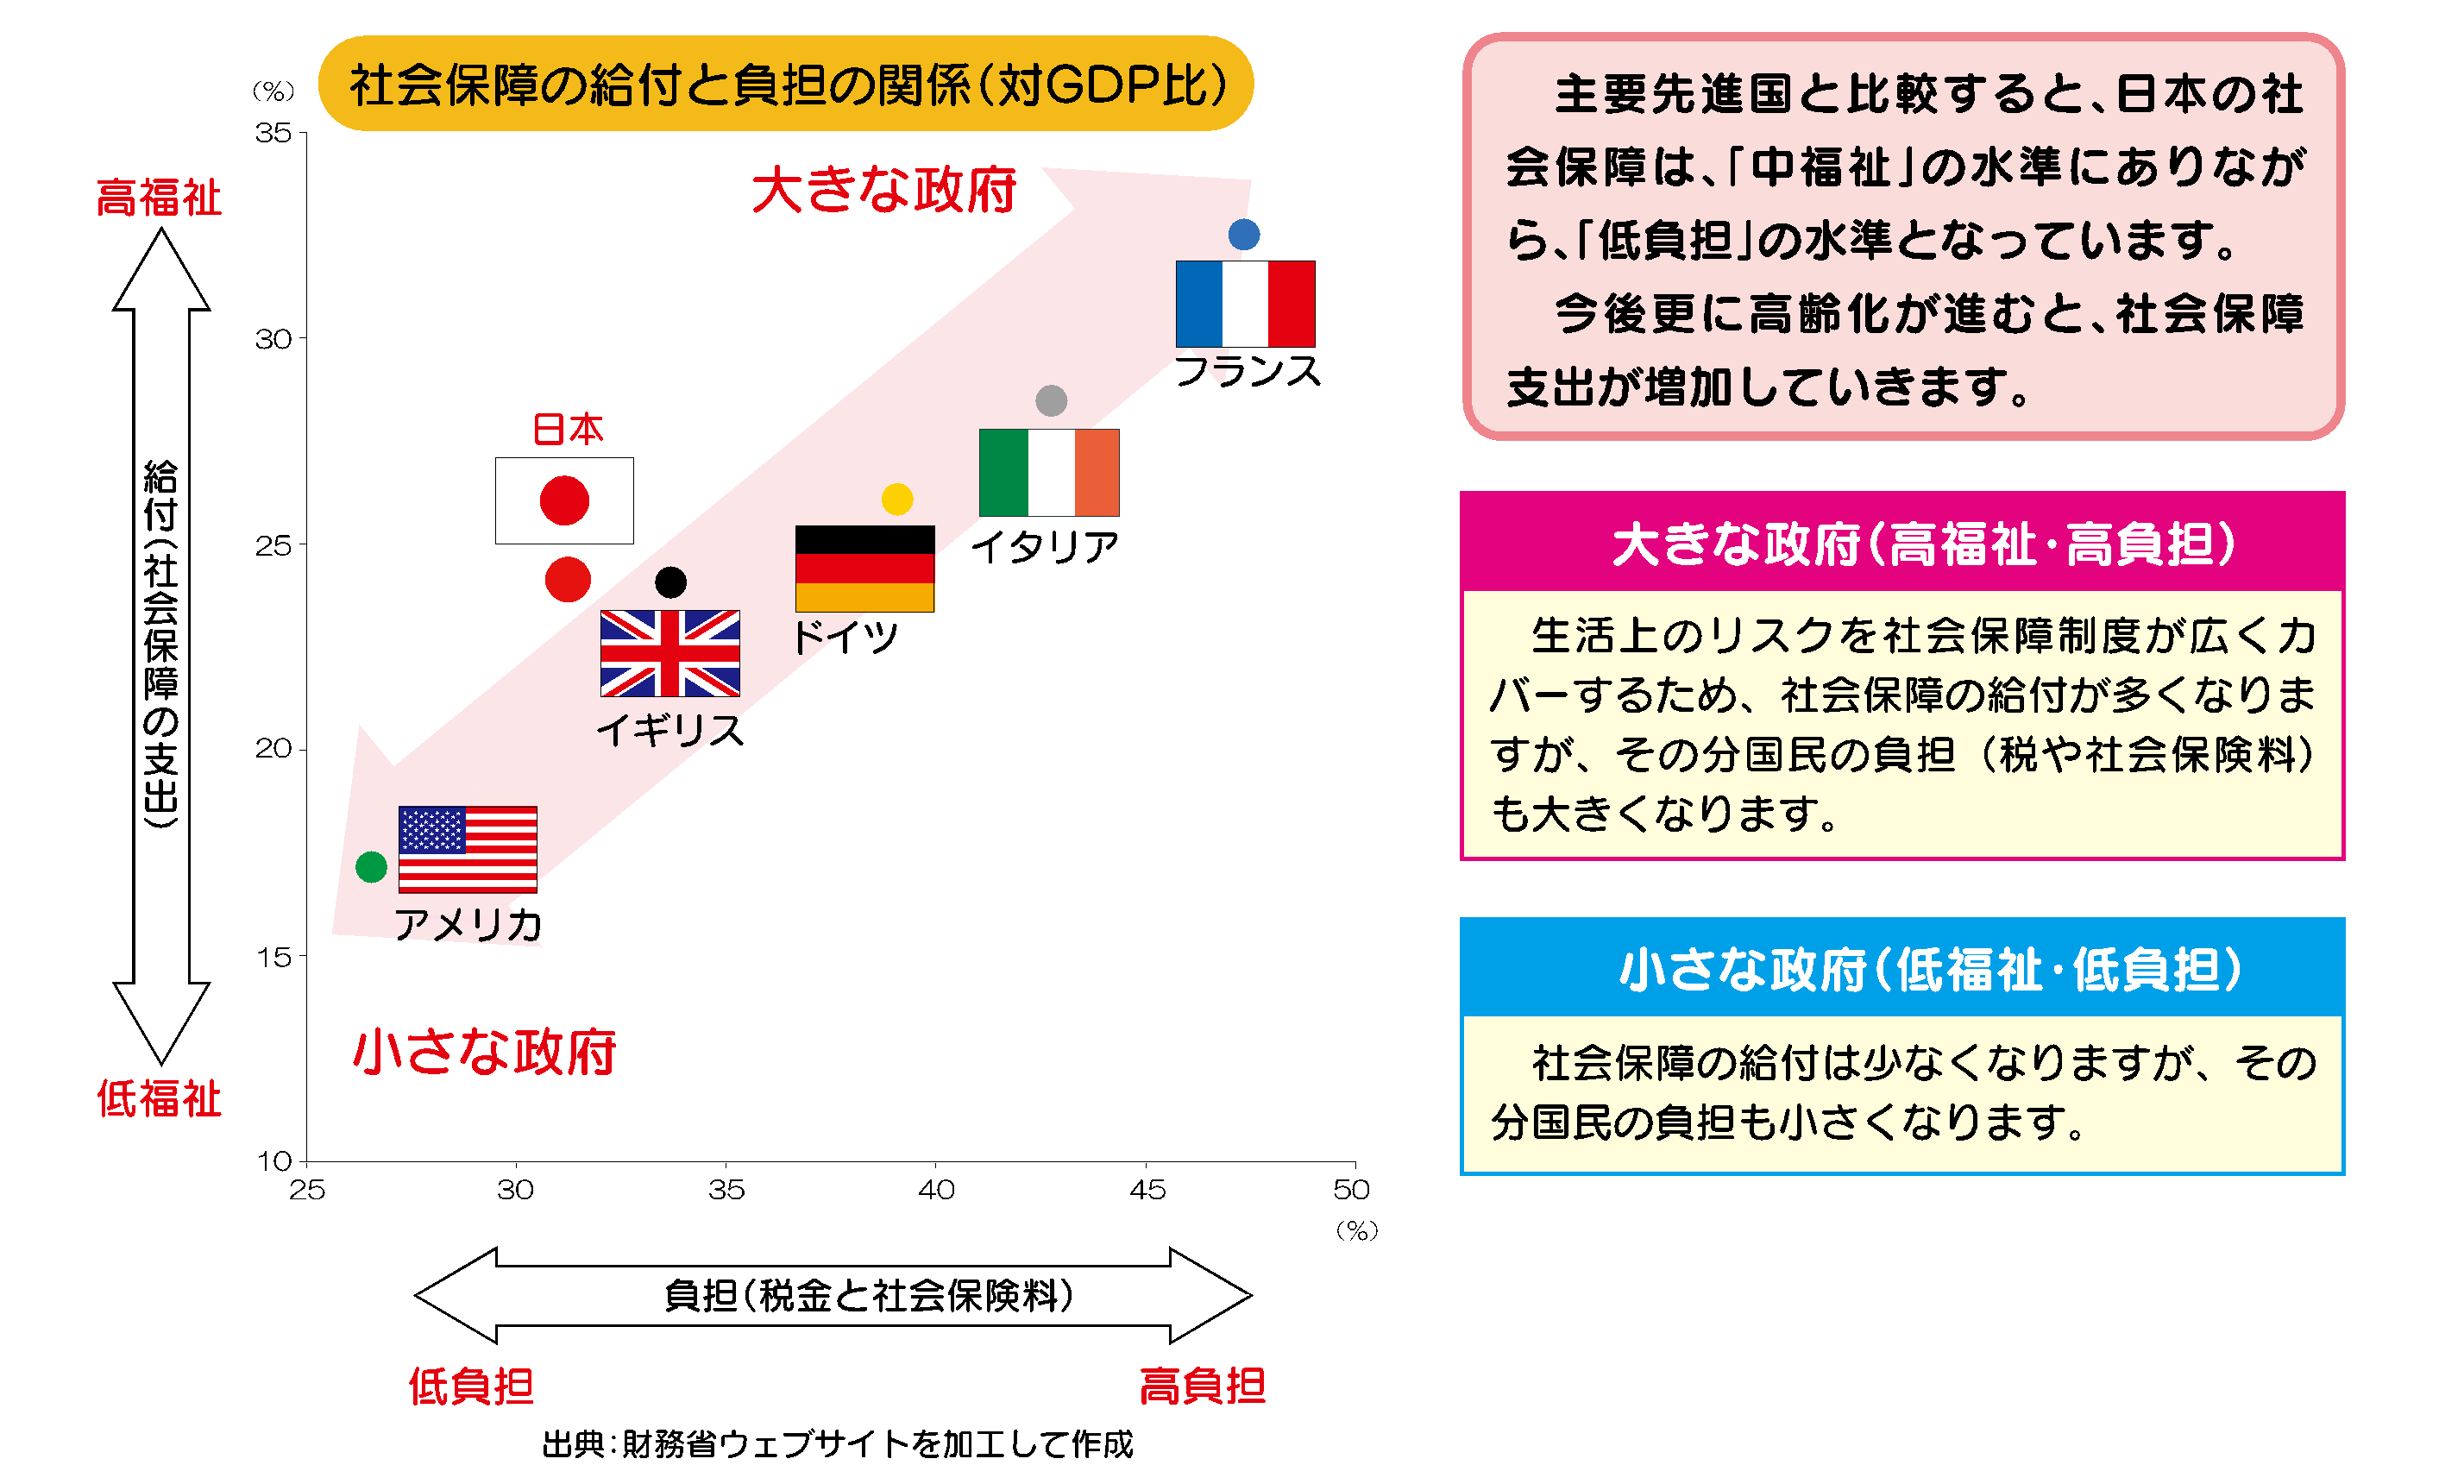 社会保障の給付と負担の関係(対GDP比)
(%)
35
30
25
20
15
10
25
30
35
40
45
50
(%)
高福祉
給付(社会保障の支出)
低福祉
大きな政府
小さな政府
フランス
イタリア
日本
ドイツ
イギリス
アメリカ
負担(税金と社会保険料)
低負担
高負担
出典:財務省ウェブサイトを加工して作成
主要先進国と比較すると、日本の社
会保障は、「中福祉」の水準にありなが
ら、「低負担」の水準となっています。
今後更に高齢化が進むと、社会保障
支出が増加していきます。
大きな政府(高福祉・高負担)
生活上のリスクを社会保障制度が広くカ
バーするため、社会保障の給付が多くなりま
すが、その分国民の負担(税や社会保険料)
も大きくなります。
小さな政府(低福祉・低負担)
社会保障の給付は少なくなりますが、その
分国民の負担も小さくなります。